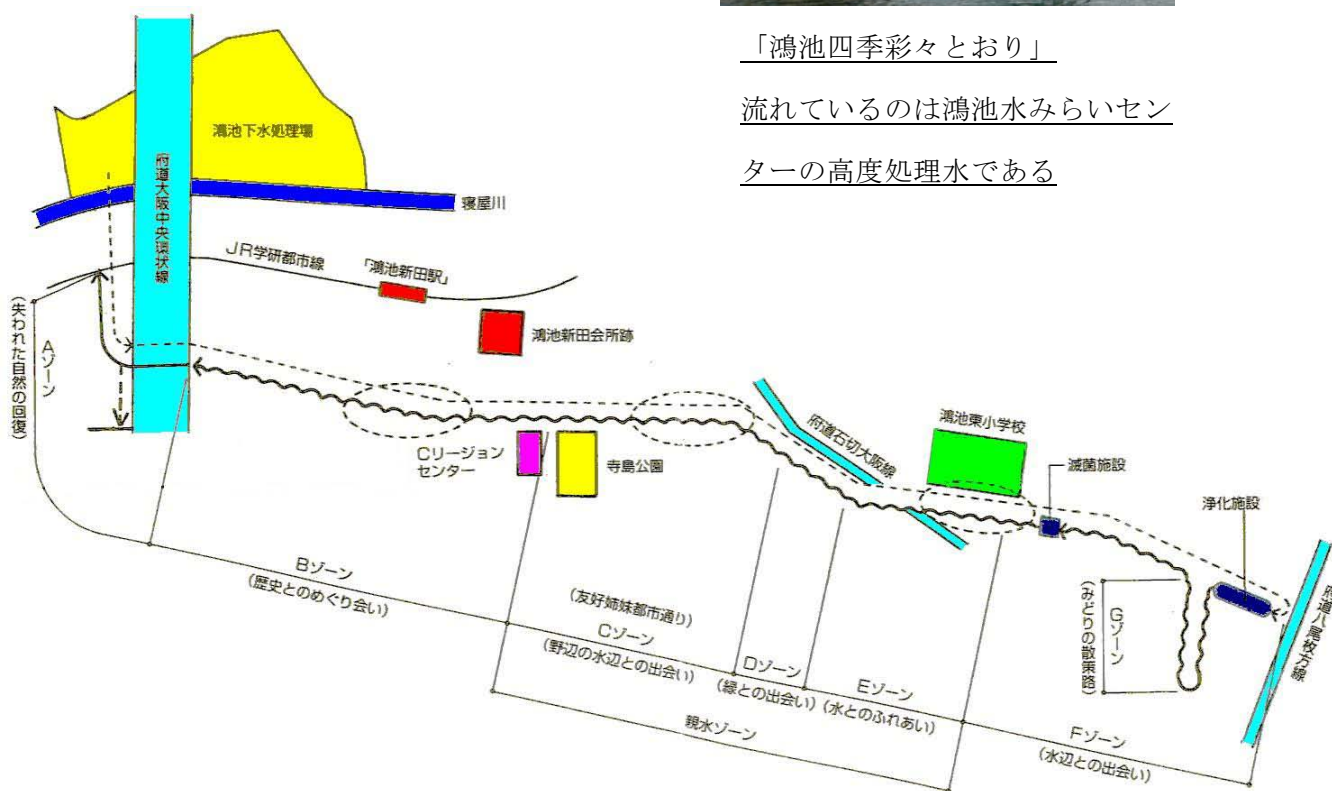 「鴻池四季彩々とおり」
流れているのは鴻池水みらいセン
ターの高度処理水である
鴻池下水処理場
府道大阪中央環状線
寝屋川
JR学研都市線
「鴻池新田駅」
鴻池新田会所跡
Aゾーン
(失われた自然の回復)
Cリージョン
センター
寺島公園
府道石切大阪線
鴻池東小学校
滅菌施設
浄化施設
府道八尾枚方線
Gゾーン
(みどりの散策路)
Bゾーン
(歴史とのめぐり会い)
(友好姉妹都市通り)
Cゾーン
(野辺の水辺との出会い)
Dゾーン
(緑との出会い)
Eゾーン
(水とのふれあい)
親水ゾーン
Fゾーン
(水辺との出会い)